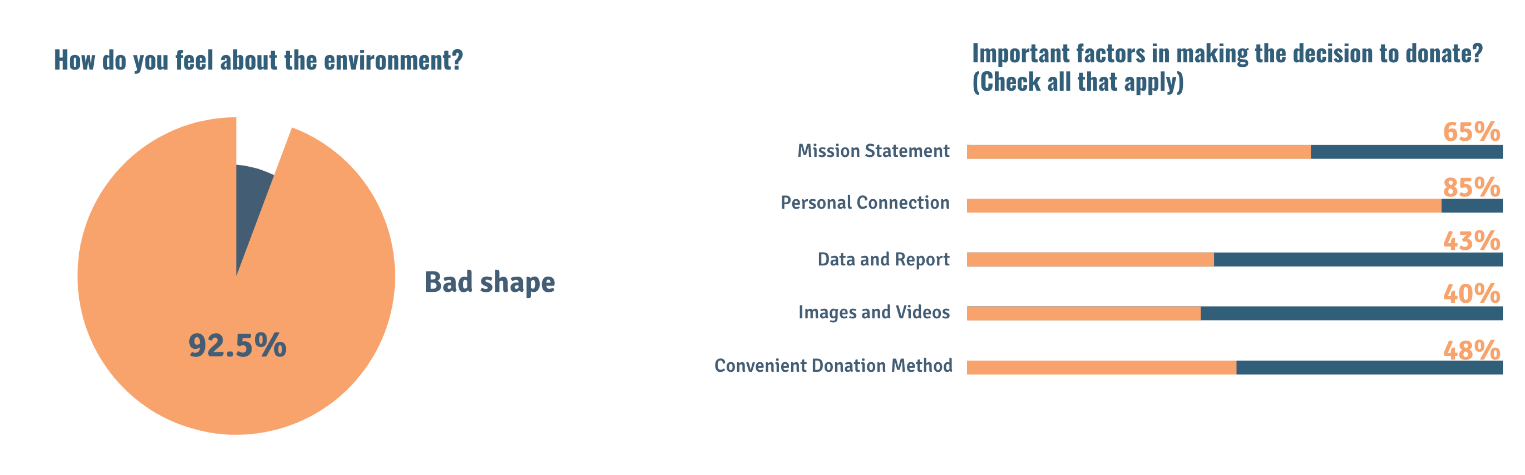 How do you feel about the environment?
Bad shape
92.5%
Important factors in making the decision to donate?
(Check all that apply)
Mission Statement 65%
Personal Connection 85%
Data and Report 43%
Images and Videos 40%
Convenient Donation Method 48%